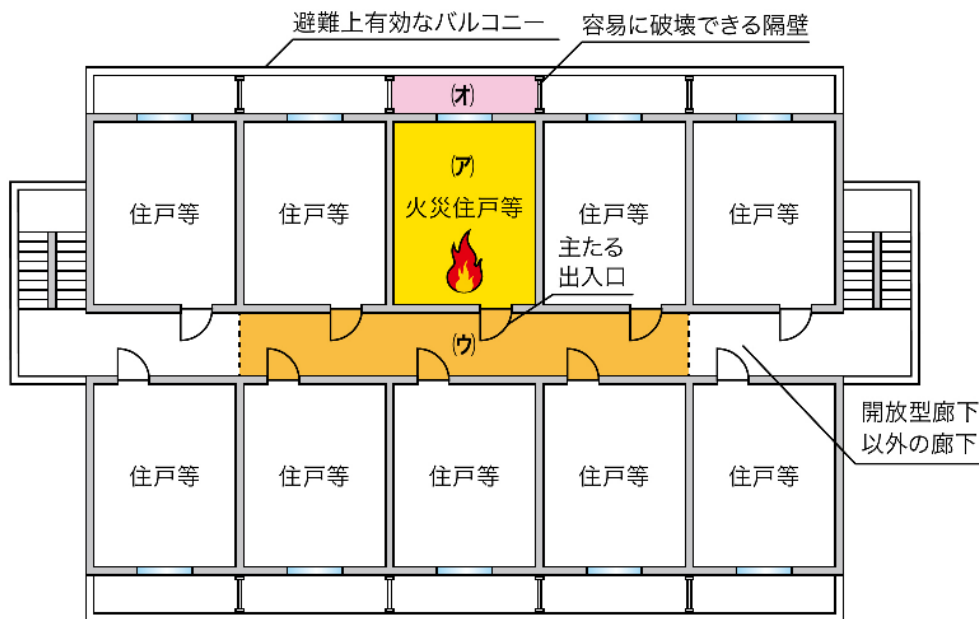 避難上有効なバルコニー
容易に破壊できる隔壁
(オ)
住戸等
住戸等
(ア)
火災住戸等
住戸等
住戸等
主たる
出入口
(ウ)
開放型廊下
以外の廊下
住戸等
住戸等
住戸等
住戸等
住戸等